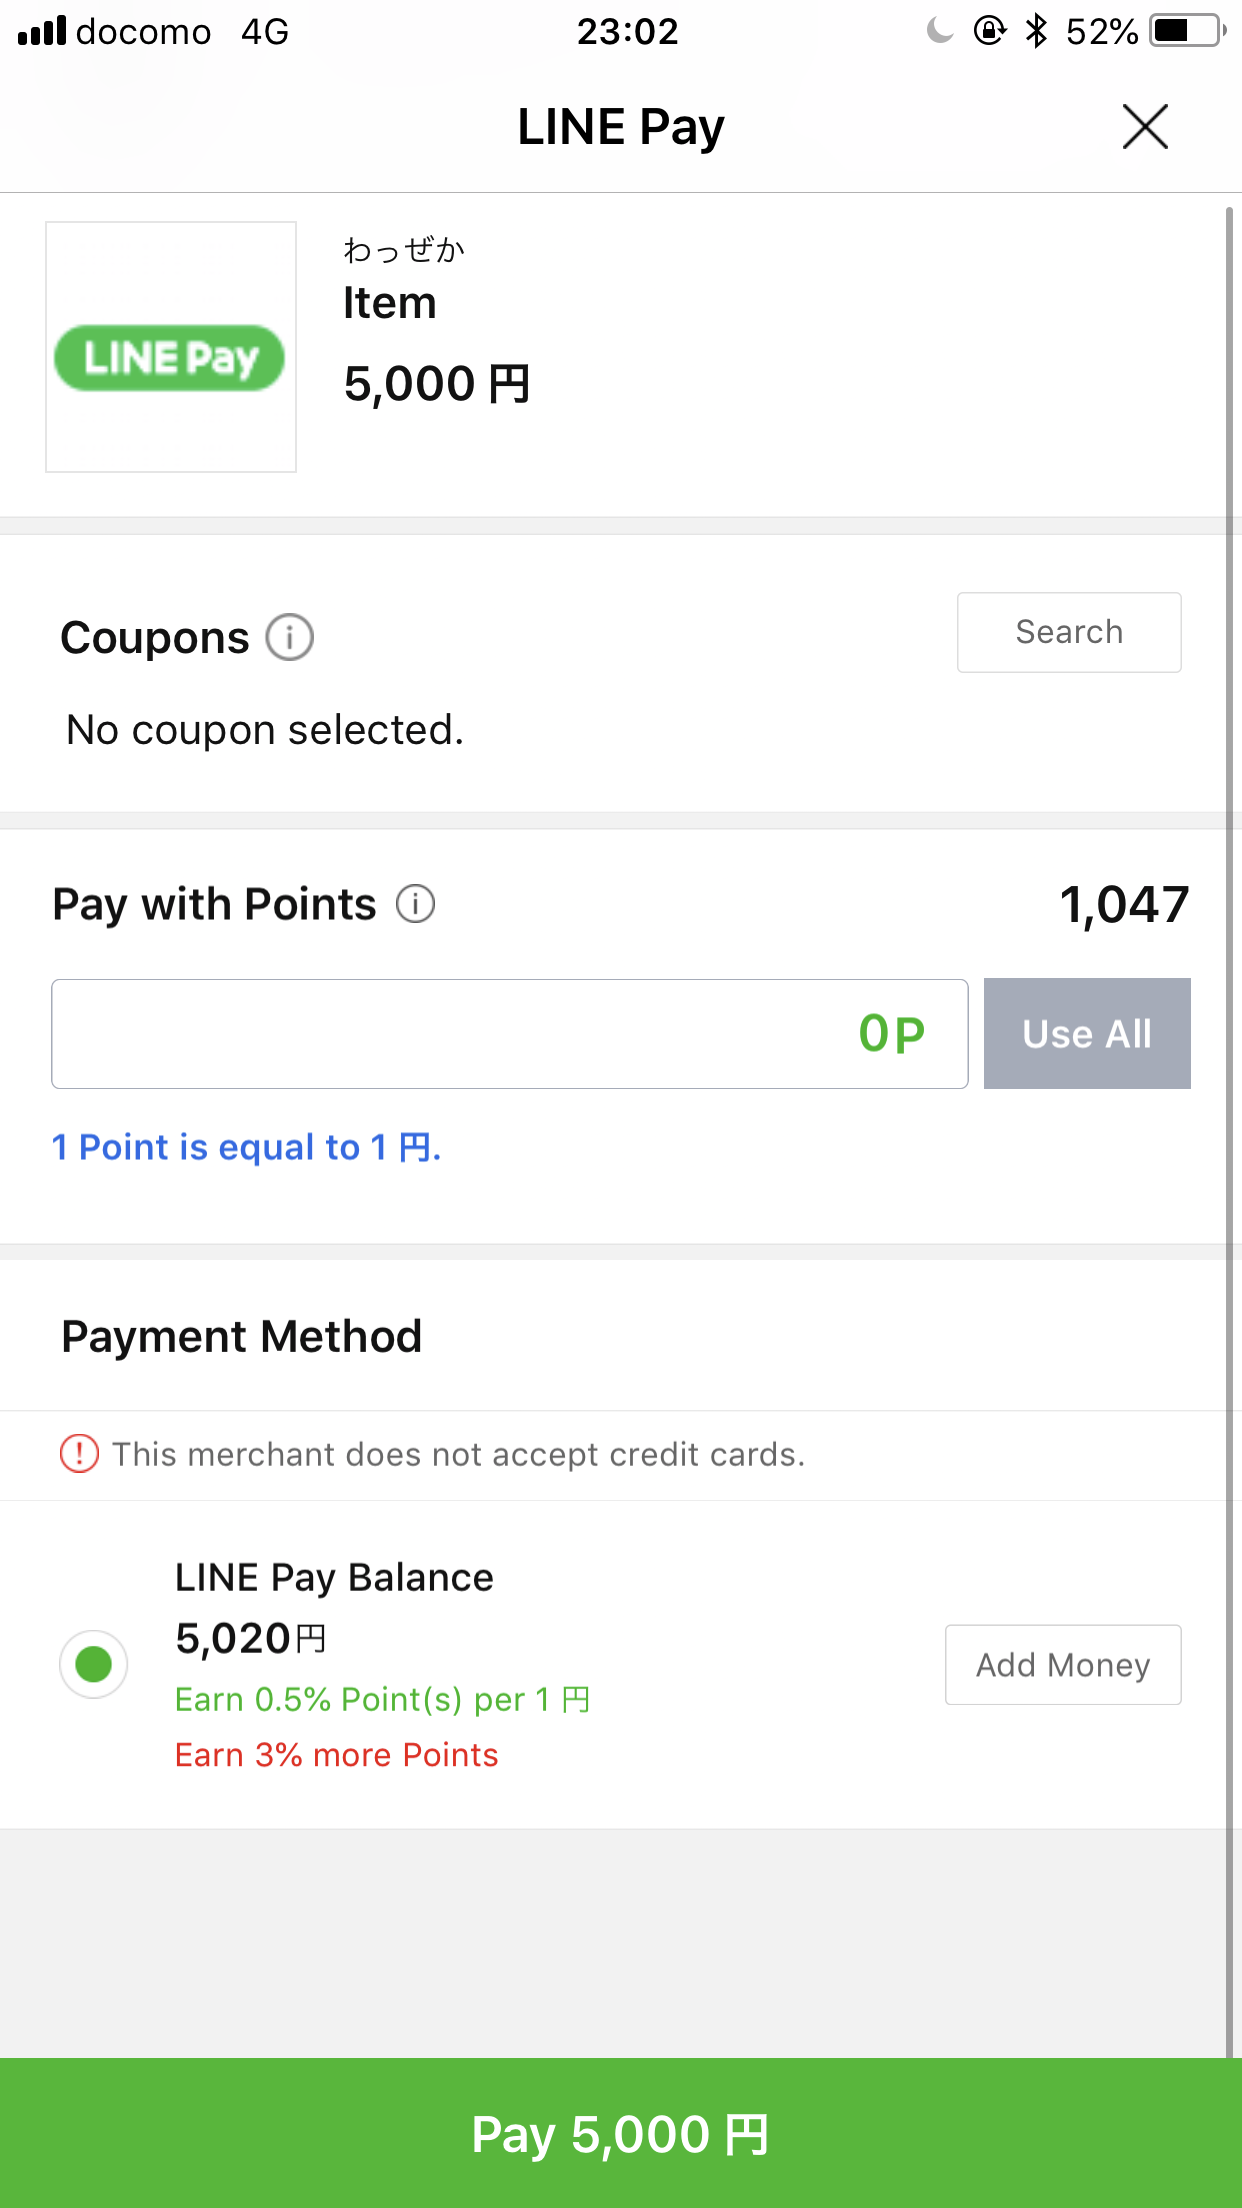 docomo 4G 23:02 52%
LINE Pay
わっぜか
Item
LINE Pay
5,000 円
Coupons
Search
No coupon selected.
Pay with Points 1,047
0P Use All
1 Point is equal to 1 円.
Payment Method
This merchant does not accept credit cards.
LINE Pay Balance
5,020円
Add Money
Earn 0.5% Point(s) per 1 円
Earn 3% more Points
Pay 5,000 円